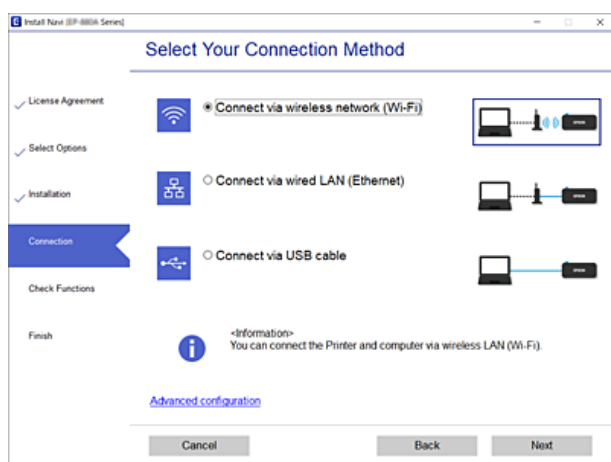 Install Navi (EP-880A Series)
Select Your Connection Method
License Agreement
Select Options
Installation
Connection
Check Functions
Finish
Connect via wireless network (Wi-Fi)
Connect via wired LAN (Ethernet)
Connect via USB cable
<Information>
You can connect the Printer and computer via wireless LAN (Wi-Fi).
Advanced configuration
Cancel
Back
Next